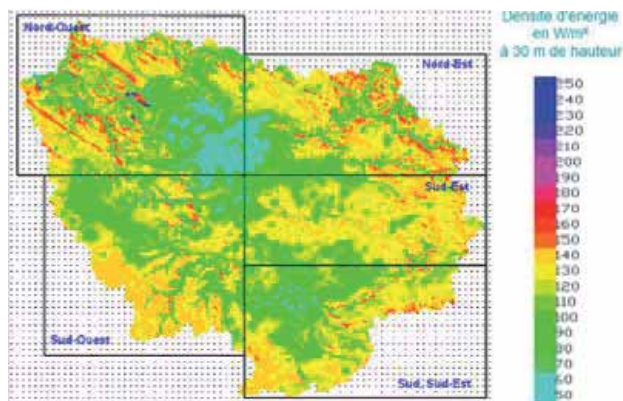 Nord-Ouest
Nord-Est
Sud-Est
Sud-Ouest
Sud, Sud-Est
Densité d'énergie
en W/m²
à 30 m de hauteur
250
240
230
220
210
200
190
180
170
160
150
140
130
120
110
100
90
80
70
60
50